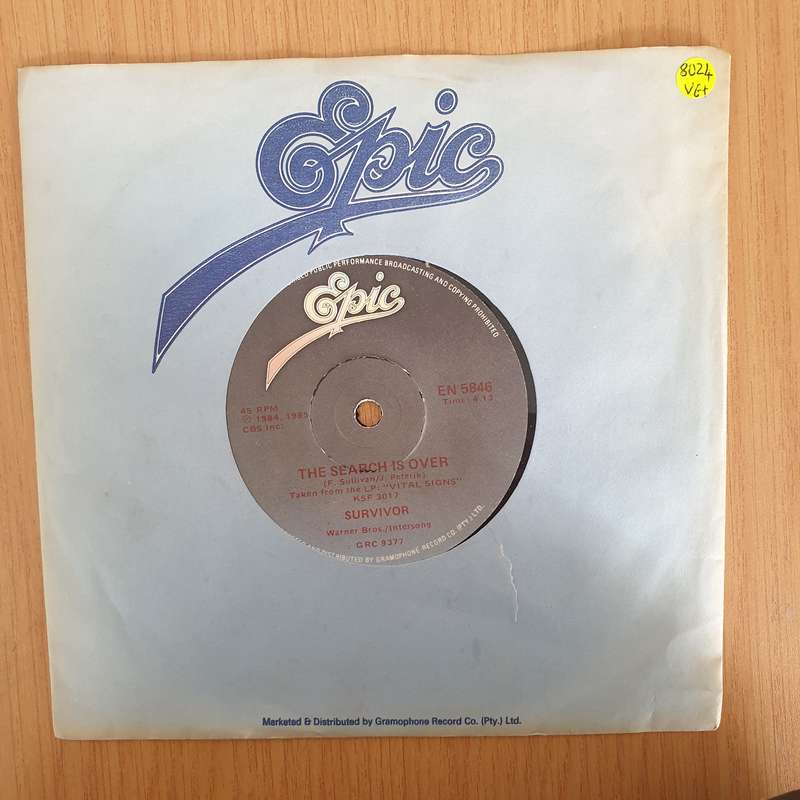 8024
VG+
Epic
PUBLIC PERFORMANCE BROADCASTING AND COPYING PROHIBITED
Epic
EN 5846
Time: 4.13
45 RPM
℗ 1984, 1985
CBS Inc.
THE SEARCH IS OVER
(F. Sullivan/J. Peterik)
Taken from the LP: "VITAL SIGNS"
KSF 3017
SURVIVOR
Warner Bros./Intersong
GRC 9377
AND DISTRIBUTED BY GRAMOPHONE RECORD CO. (PTY.) LTD.
Marketed & Distributed by Gramophone Record Co. (Pty.) Ltd.